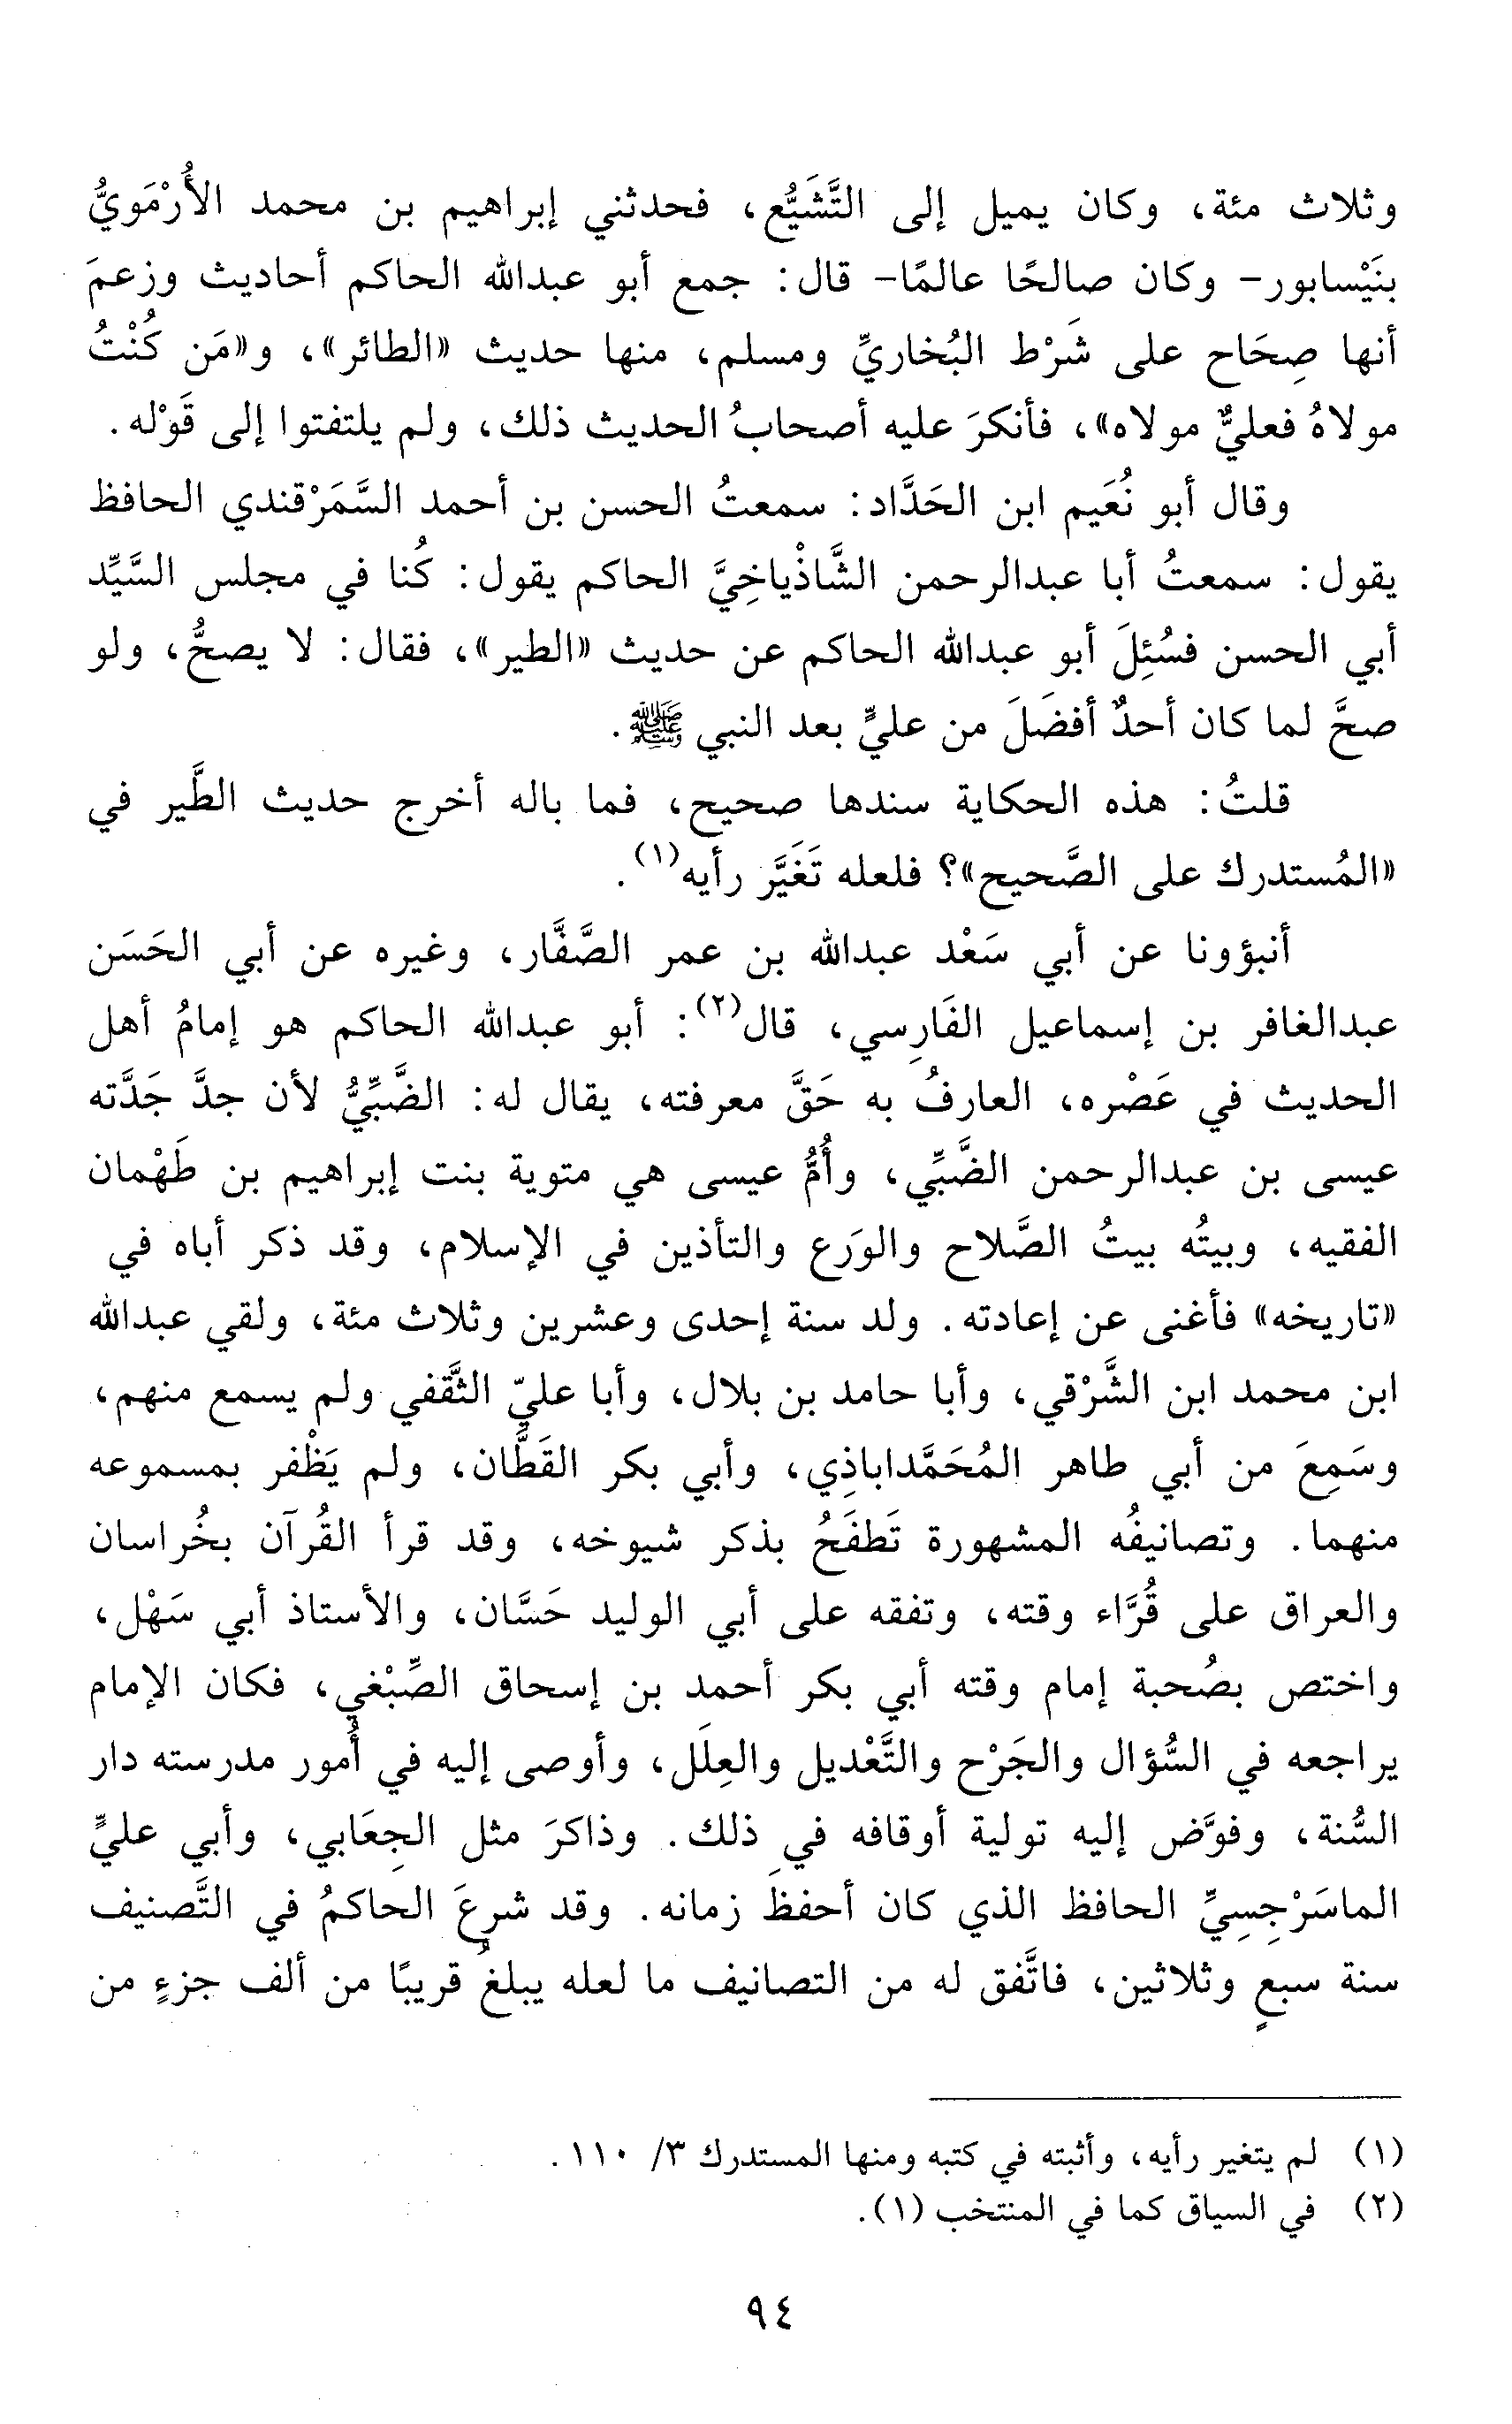 وثلاث مئة، وكان يميل إلى التَّشَيُّع، فحدثني إبراهيم بن محمد الأُرْمَويُّ
بنَيْسابور- وكان صالحًا عالمًا- قال: جمع أبو عبدالله الحاكم أحاديث وزعمَ
أنها صِحَاح على شَرْط البُخاريِّ ومسلم، منها حديث «الطائر»، و«مَن كُنْتُ
مولاهُ فعليٌّ مولاه»، فأنكرَ عليه أصحابُ الحديث ذلك، ولم يلتفتوا إلى قَوْله.
وقال أبو نُعَيم ابن الحَدَّاد: سمعتُ الحسن بن أحمد السَّمَرْقندي الحافظ
يقول: سمعتُ أبا عبدالرحمن الشَّاذْياخِيَّ الحاكم يقول: كُنا في مجلس السَّيِّد
أبي الحسن فسُئِلَ أبو عبدالله الحاكم عن حديث «الطير»، فقال: لا يصحُّ، ولو
صحَّ لما كان أحدٌ أفضَلَ من عليٍّ بعد النبي ﷺ.
قلتُ: هذه الحكاية سندها صحيح، فما باله أخرج حديث الطَّير في
«المُستدرك على الصَّحيح»؟ فلعله تَغَيَّر رأيه(١).
أنبؤونا عن أبي سَعْد عبدالله بن عمر الصَّفَّار، وغيره عن أبي الحَسَن
عبدالغافر بن إسماعيل الفَارِسي، قال(٢): أبو عبدالله الحاكم هو إمامُ أهل
الحديث في عَصْره، العارفُ به حَقَّ معرفته، يقال له: الضَّبِّيُّ لأن جدَّ جَدَّته
عيسى بن عبدالرحمن الضَّبِّي، وأُمُّ عيسى هي متوية بنت إبراهيم بن طَهْمان
الفقيه، وبيتُه بيتُ الصَّلاح والورَع والتأذين في الإسلام، وقد ذكر أباه في
«تاريخه» فأغنى عن إعادته. ولد سنة إحدى وعشرين وثلاث مئة، ولقي عبدالله
ابن محمد ابن الشَّرْقي، وأبا حامد بن بلال، وأبا عليّ الثَّقفي ولم يسمع منهم،
وسَمِعَ من أبي طاهر المُحَمَّداباذِي، وأبي بكر القَطَّان، ولم يَظْفر بمسموعه
منهما. وتصانيفُه المشهورة تَطفَحُ بذكر شيوخه، وقد قرأ القُرآن بخُراسان
والعراق على قُرَّاء وقته، وتفقه على أبي الوليد حَسَّان، والأستاذ أبي سَهْل،
واختص بصُحبة إمام وقته أبي بكر أحمد بن إسحاق الصِّبْغي، فكان الإمام
يراجعه في السُّؤال والجَرْح والتَّعْديل والعِلَل، وأوصى إليه في أُمور مدرسته دار
السُّنة، وفوَّض إليه تولية أوقافه في ذلك. وذاكرَ مثل الجِعَابي، وأبي عليٍّ
الماسَرْجِسِيِّ الحافظ الذي كان أحفظَ زمانه. وقد شرعَ الحاكمُ في التَّصنيف
سنة سبعٍ وثلاثين، فاتَّفق له من التصانيف ما لعله يبلغُ قريبًا من ألف جزءٍ من
(١) لم يتغير رأيه، وأثبته في كتبه ومنها المستدرك ٣/ ١١٠.
(٢) في السياق كما في المنتخب (١).
٩٤